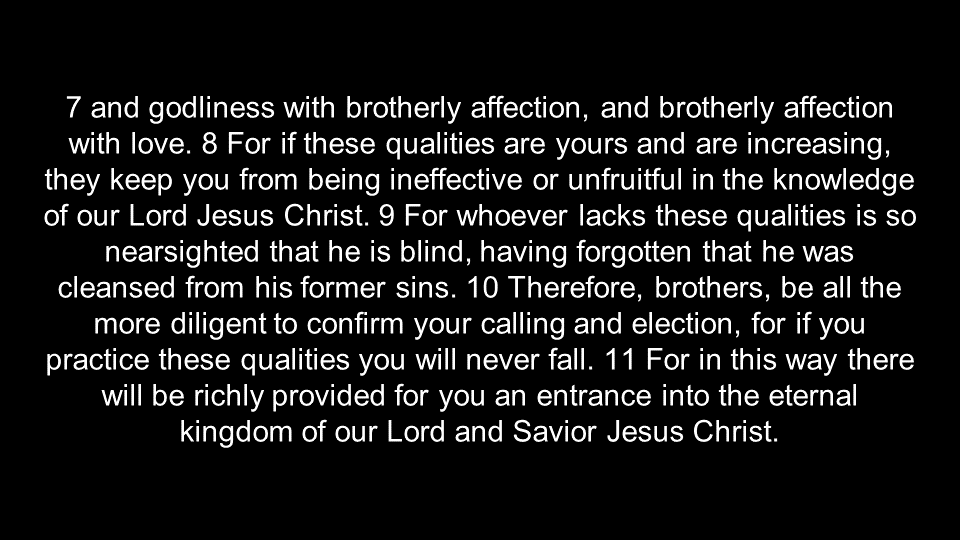 7 and godliness with brotherly affection, and brotherly affection
with love. 8 For if these qualities are yours and are increasing,
they keep you from being ineffective or unfruitful in the knowledge
of our Lord Jesus Christ. 9 For whoever lacks these qualities is so
nearsighted that he is blind, having forgotten that he was
cleansed from his former sins. 10 Therefore, brothers, be all the
more diligent to confirm your calling and election, for if you
practice these qualities you will never fall. 11 For in this way there
will be richly provided for you an entrance into the eternal
kingdom of our Lord and Savior Jesus Christ.